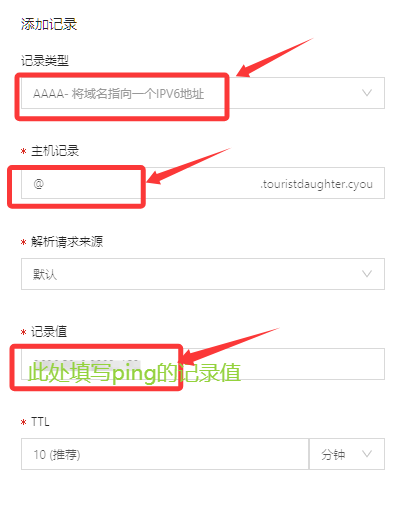 添加记录
记录类型
AAAA- 将域名指向一个IPV6地址
* 主机记录
@ .touristdaughter.cyou
* 解析请求来源
默认
* 记录值
此处填写ping的记录值
* TTL
10 (推荐) 分钟